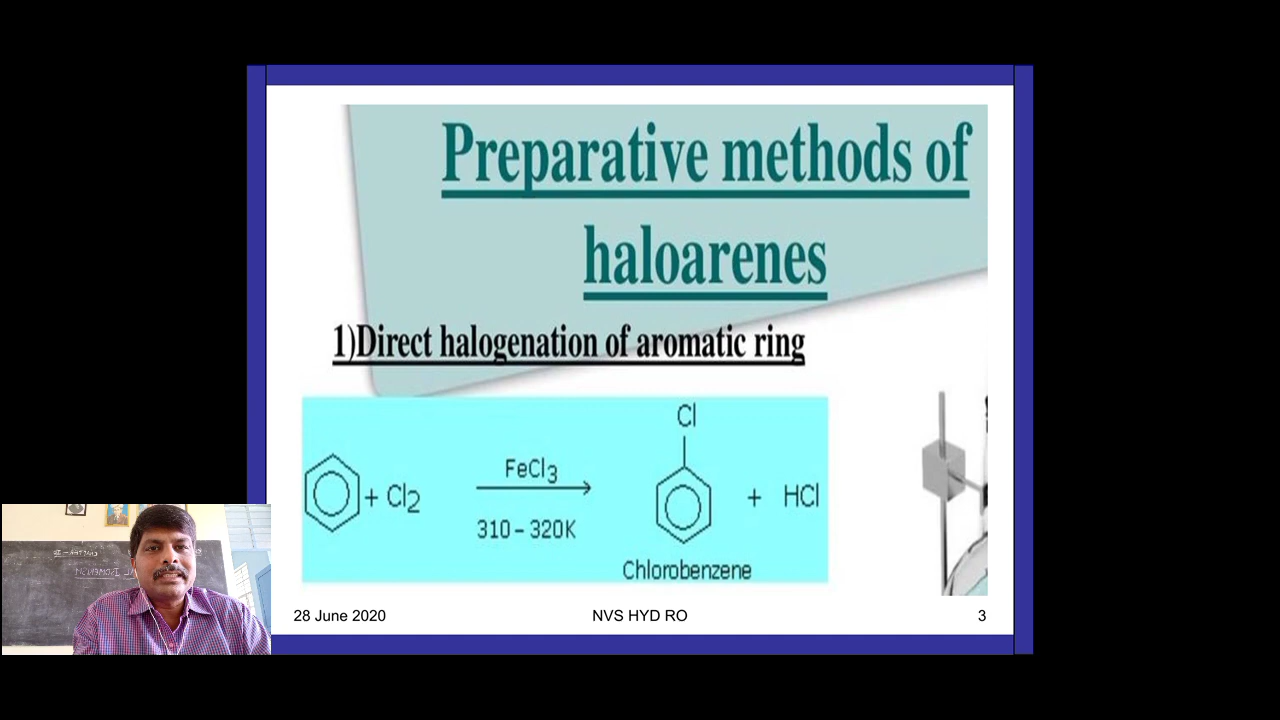 Preparative methods of
haloarenes
1)Direct halogenation of aromatic ring
Cl
+ Cl2
FeCl3
310 – 320K
+ HCl
Chlorobenzene
28 June 2020
NVS HYD RO
3